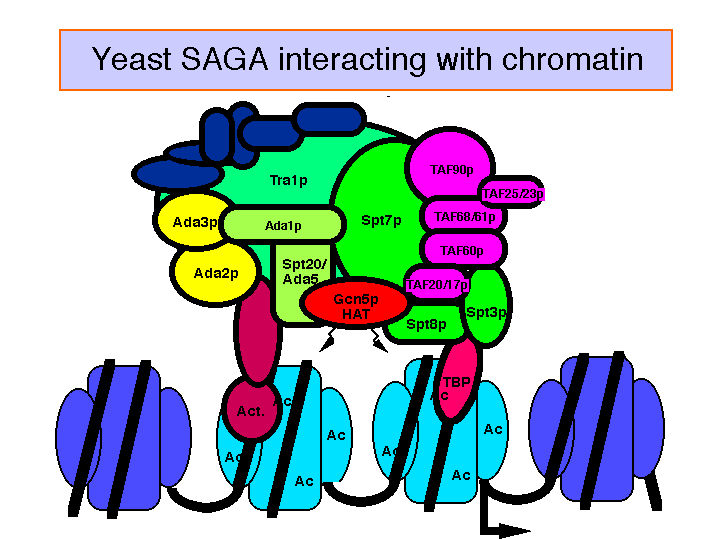 Yeast SAGA interacting with chromatin
TAF90p
Tra1p
TAF25/23p
Ada3p
Ada1p
Spt7p
TAF68/61p
TAF60p
Ada2p
Spt20/
Ada5
TAF20/17p
Gcn5p
HAT
Spt8p
Spt3p
TBP
Ac
Ac
Act.
Ac
Ac
Ac
Ac
Ac
Ac
Ac